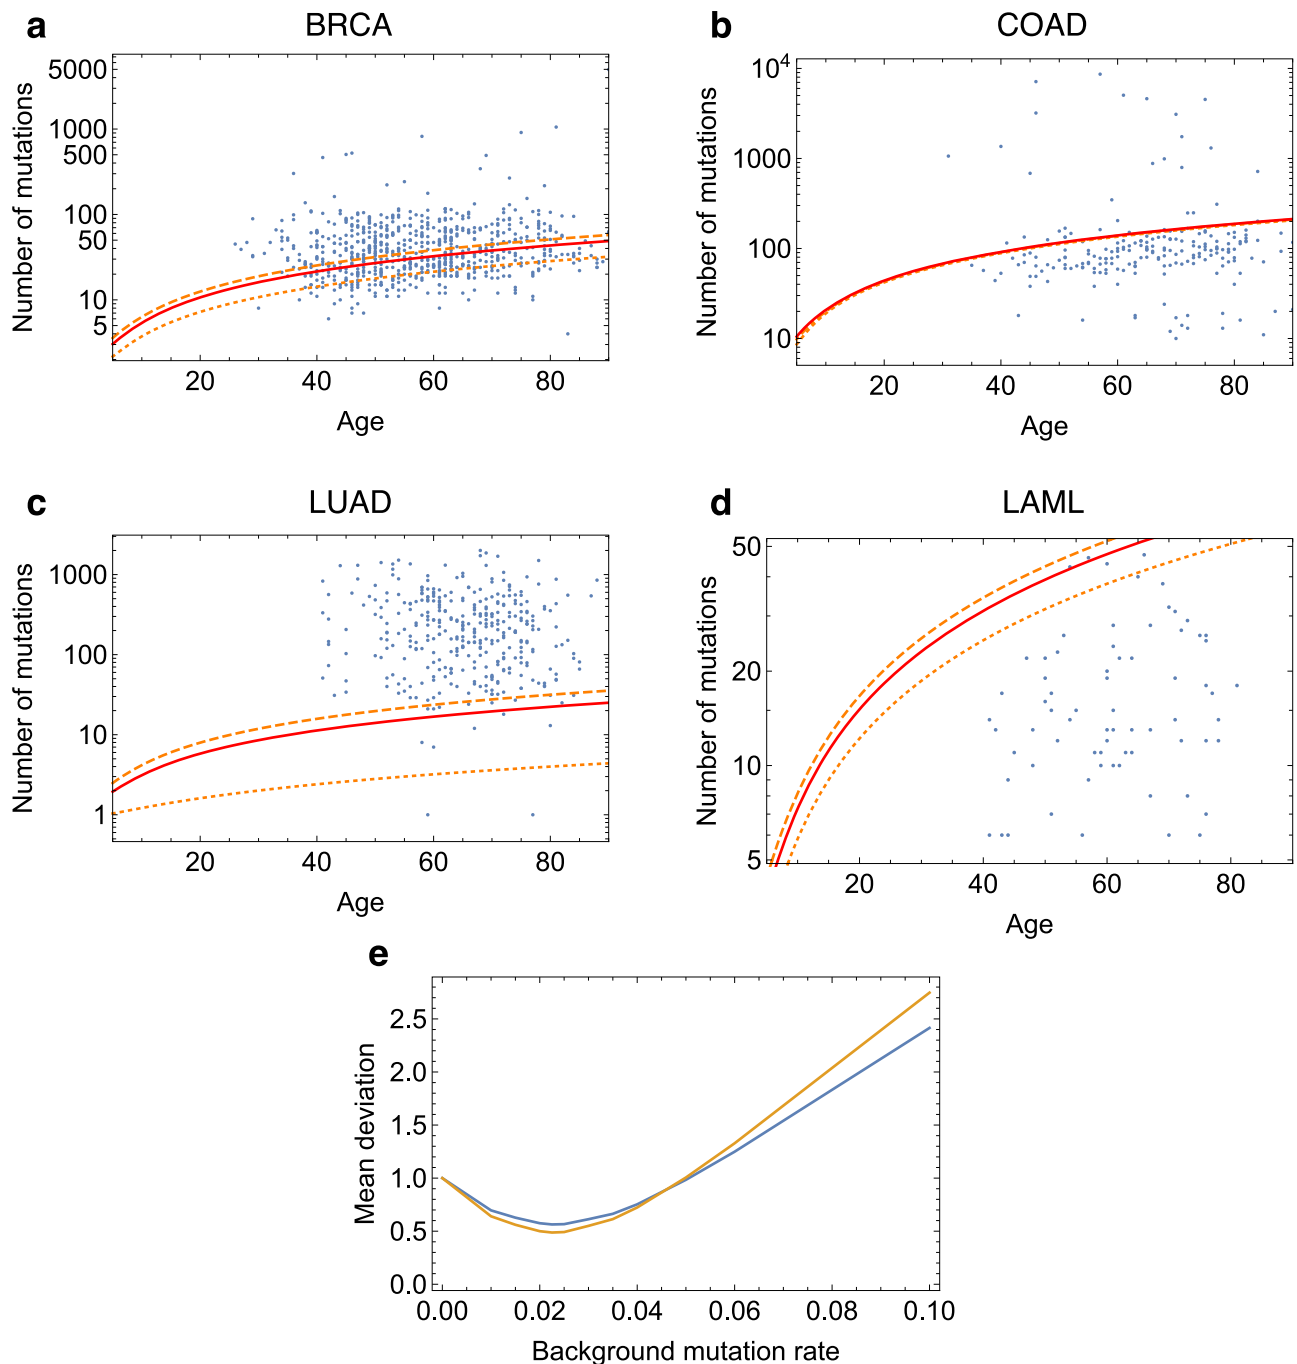 a
BRCA
5000
1000
500
100
50
10
5
20
40
60
80
Number of mutations
Age
b
COAD
10⁴
1000
100
10
20
40
60
80
Number of mutations
Age
c
LUAD
1000
100
10
1
20
40
60
80
Number of mutations
Age
d
LAML
50
20
10
5
20
40
60
80
Number of mutations
Age
e
2.5
2.0
1.5
1.0
0.5
0.0
0.00
0.02
0.04
0.06
0.08
0.10
Mean deviation
Background mutation rate